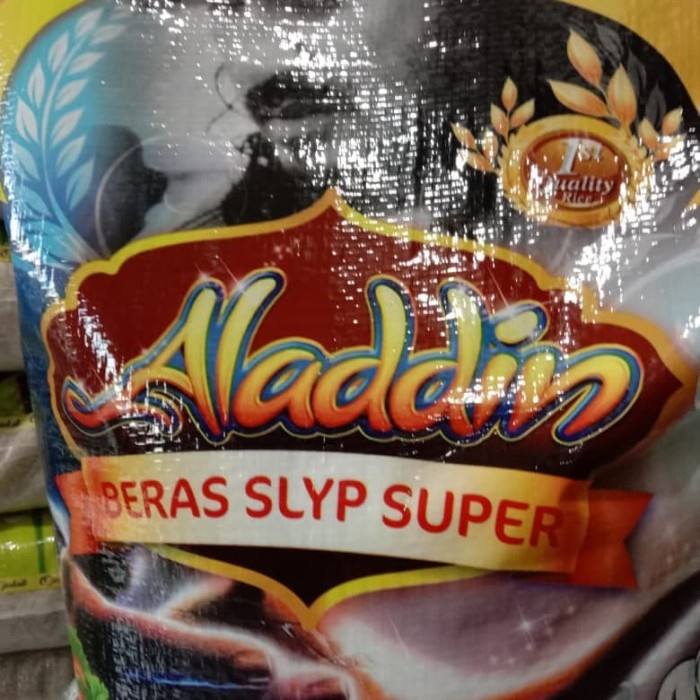 1st
Quality
Rice
Aladdin
BERAS SLYP SUPER